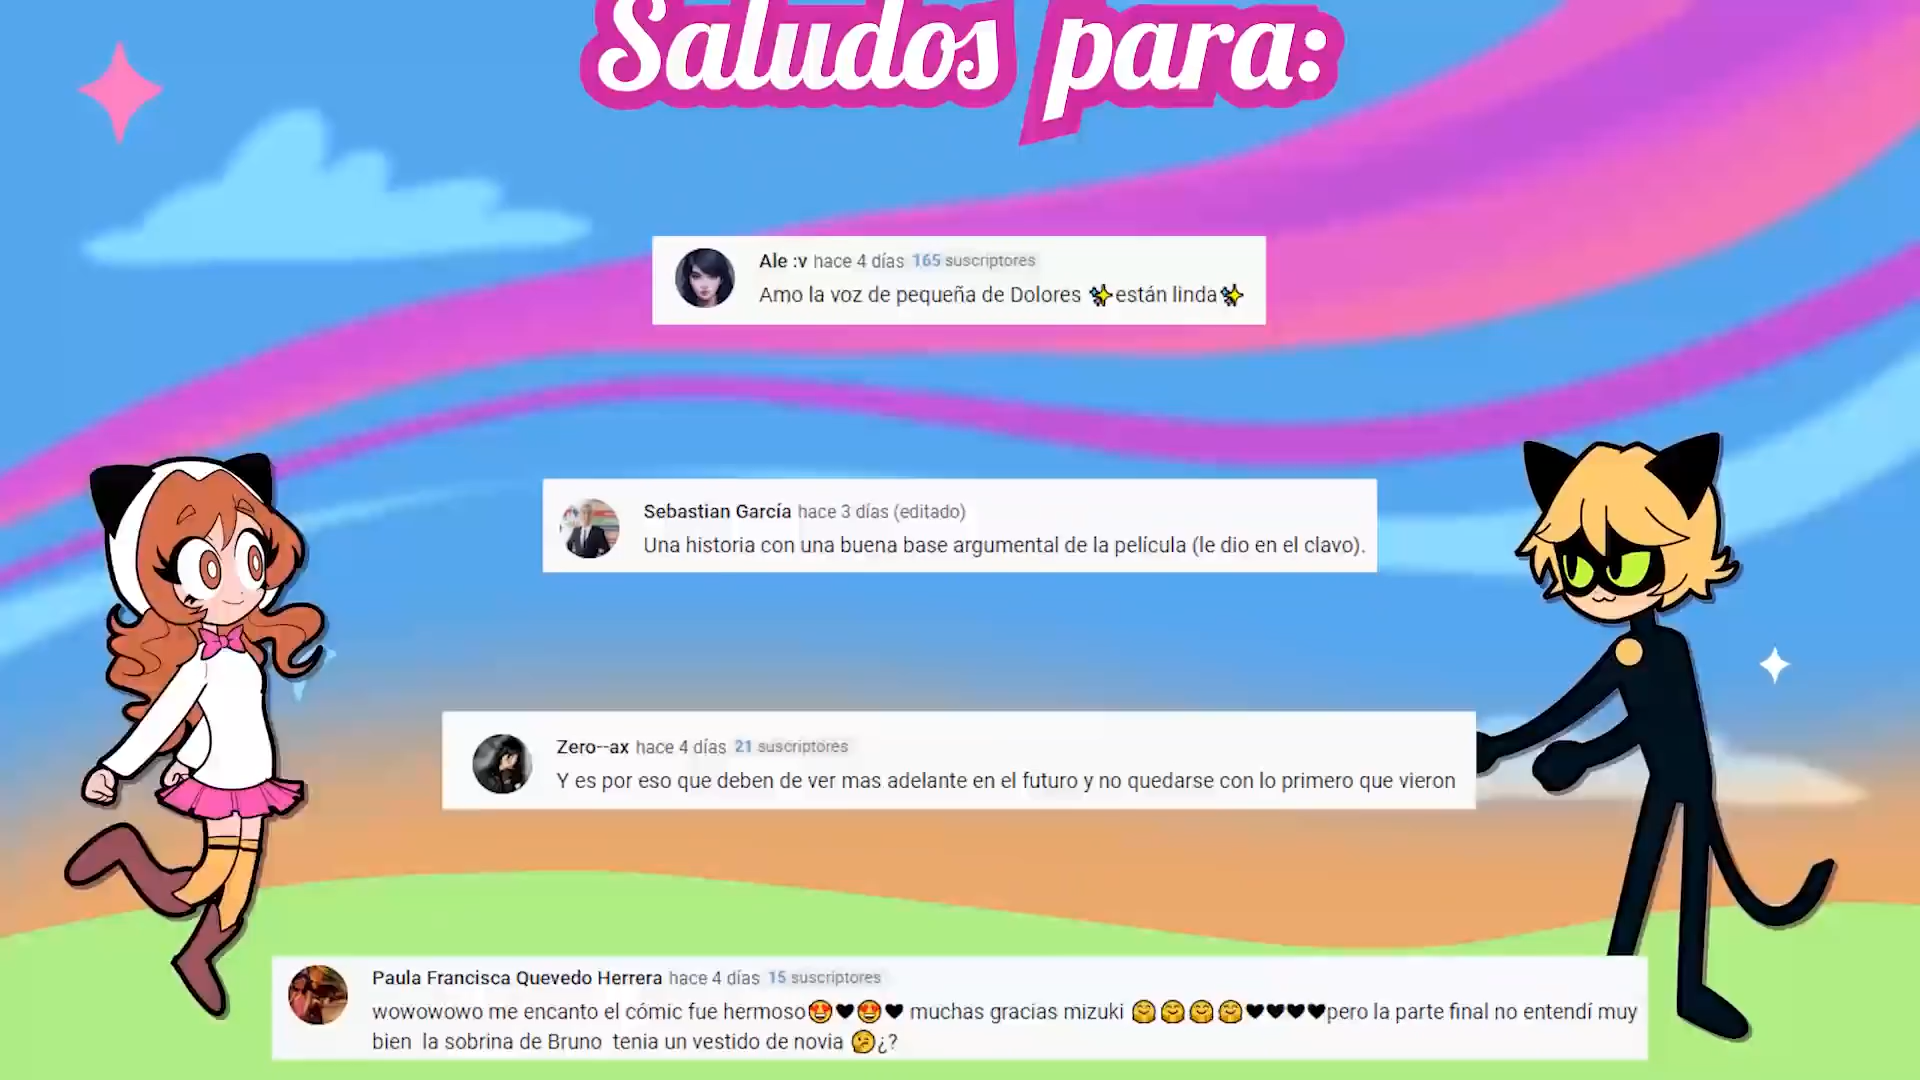 Saludos para:
Ale :v hace 4 días 165 suscriptores
Amo la voz de pequeña de Dolores ✨están linda✨
Sebastian García hace 3 días (editado)
Una historia con una buena base argumental de la película (le dio en el clavo).
Zero--ax hace 4 días 21 suscriptores
Y es por eso que deben de ver mas adelante en el futuro y no quedarse con lo primero que vieron
Paula Francisca Quevedo Herrera hace 4 días 15 suscriptores
wowowowo me encanto el cómic fue hermoso😍♥😍♥ muchas gracias mizuki 🤗🤗🤗🤗♥♥♥♥pero la parte final no entendí muy
bien la sobrina de Bruno tenia un vestido de novia 🤔¿?